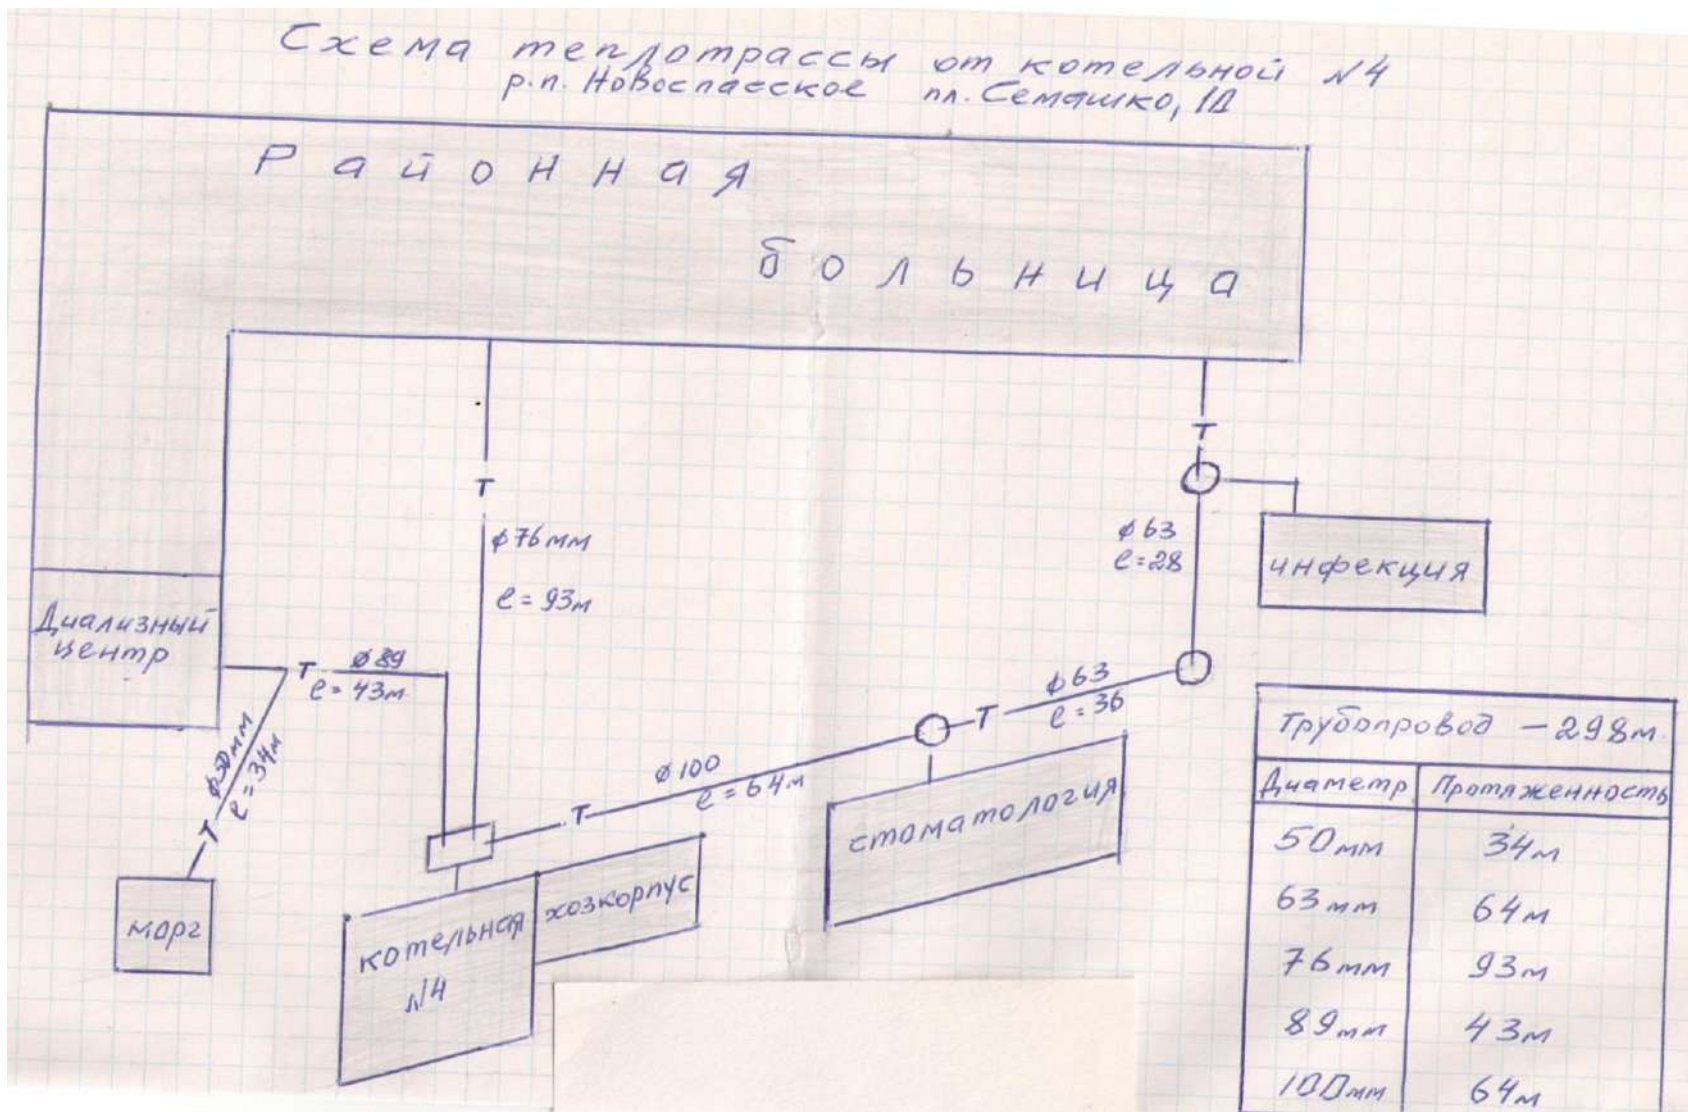 Схема теплотрассы от котельной №4
р.п. Новоспасское пл. Семашко, 1Д
Районная
больница
Т
Т
ф76мм
ф63
l=28
l = 93м
инфекция
Диализный
центр
Т
ф89
l = 43м
ф63
l = 36
Т
ф50мм
l = 34м
Т
ф100
l = 64м
Т
стоматология
хозкорпус
котельная
№4
морг
Трубопровод - 298м.
Диаметр Протяженность
50мм 34м
63мм 64м
76мм 93м
89мм 43м
100мм 64м